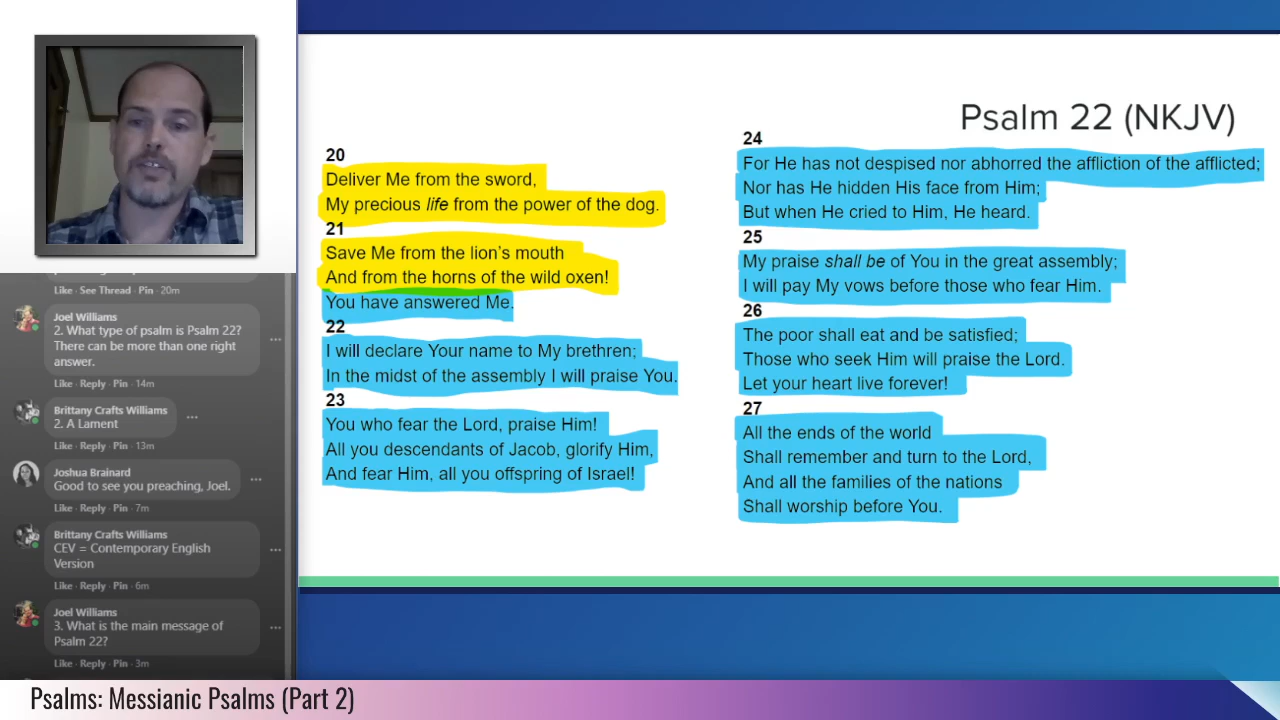 Psalm 22 (NKJV)
20
Deliver Me from the sword,
My precious life from the power of the dog.
21
Save Me from the lion's mouth
And from the horns of the wild oxen!
You have answered Me.
22
I will declare Your name to My brethren;
In the midst of the assembly I will praise You.
23
You who fear the Lord, praise Him!
All you descendants of Jacob, glorify Him,
And fear Him, all you offspring of Israel!
24
For He has not despised nor abhorred the affliction of the afflicted;
Nor has He hidden His face from Him;
But when He cried to Him, He heard.
25
My praise shall be of You in the great assembly;
I will pay My vows before those who fear Him.
26
The poor shall eat and be satisfied;
Those who seek Him will praise the Lord.
Let your heart live forever!
27
All the ends of the world
Shall remember and turn to the Lord,
And all the families of the nations
Shall worship before You.
Like · See Thread · Pin · 20m
Joel Williams
2. What type of psalm is Psalm 22?
There can be more than one right
answer.
Like · Reply · Pin · 14m
Brittany Crafts Williams
2. A Lament
Like · Reply · Pin · 13m
Joshua Brainard
Good to see you preaching, Joel.
Like · Reply · Pin · 7m
Brittany Crafts Williams
CEV = Contemporary English
Version
Like · Reply · Pin · 6m
Joel Williams
3. What is the main message of
Psalm 22?
Like · Reply · Pin · 3m
Psalms: Messianic Psalms (Part 2)